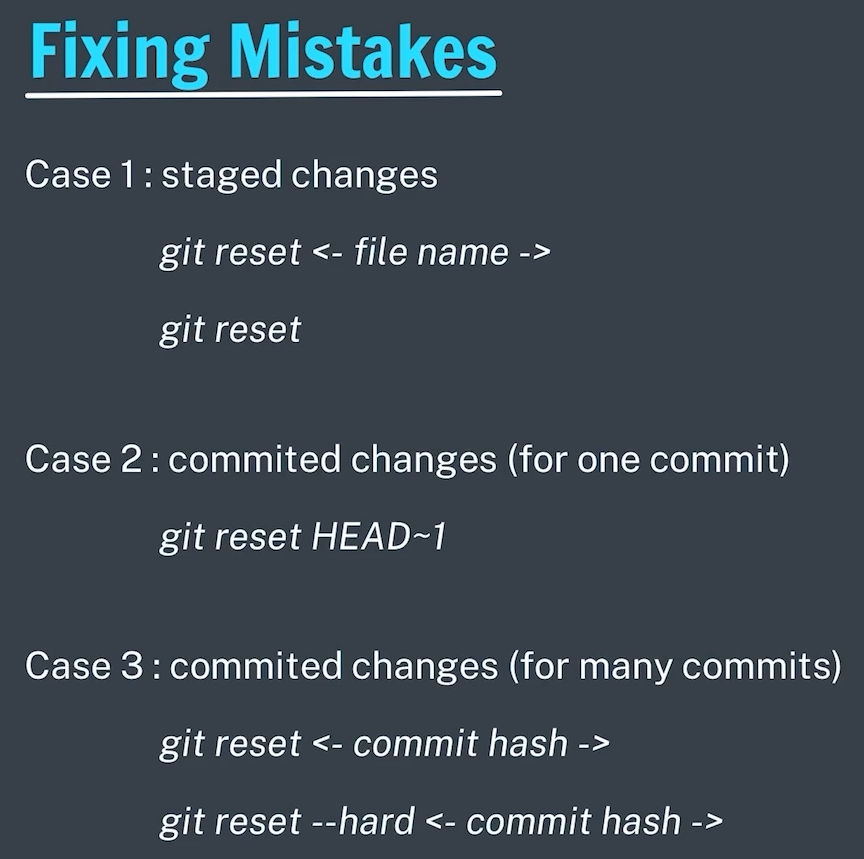 Fixing Mistakes
Case 1 : staged changes
git reset <- file name ->
git reset
Case 2 : commited changes (for one commit)
git reset HEAD~1
Case 3 : commited changes (for many commits)
git reset <- commit hash ->
git reset --hard <- commit hash ->